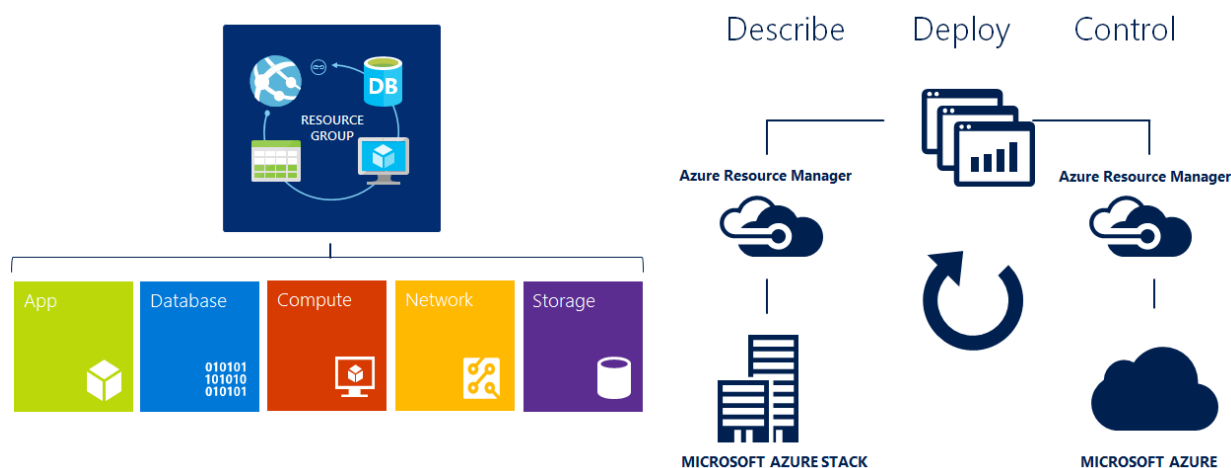 DB
RESOURCE
GROUP
App
Database
Compute
Network
Storage
010101
101010
010101
Describe
Deploy
Control
Azure Resource Manager
Azure Resource Manager
MICROSOFT AZURE STACK
MICROSOFT AZURE